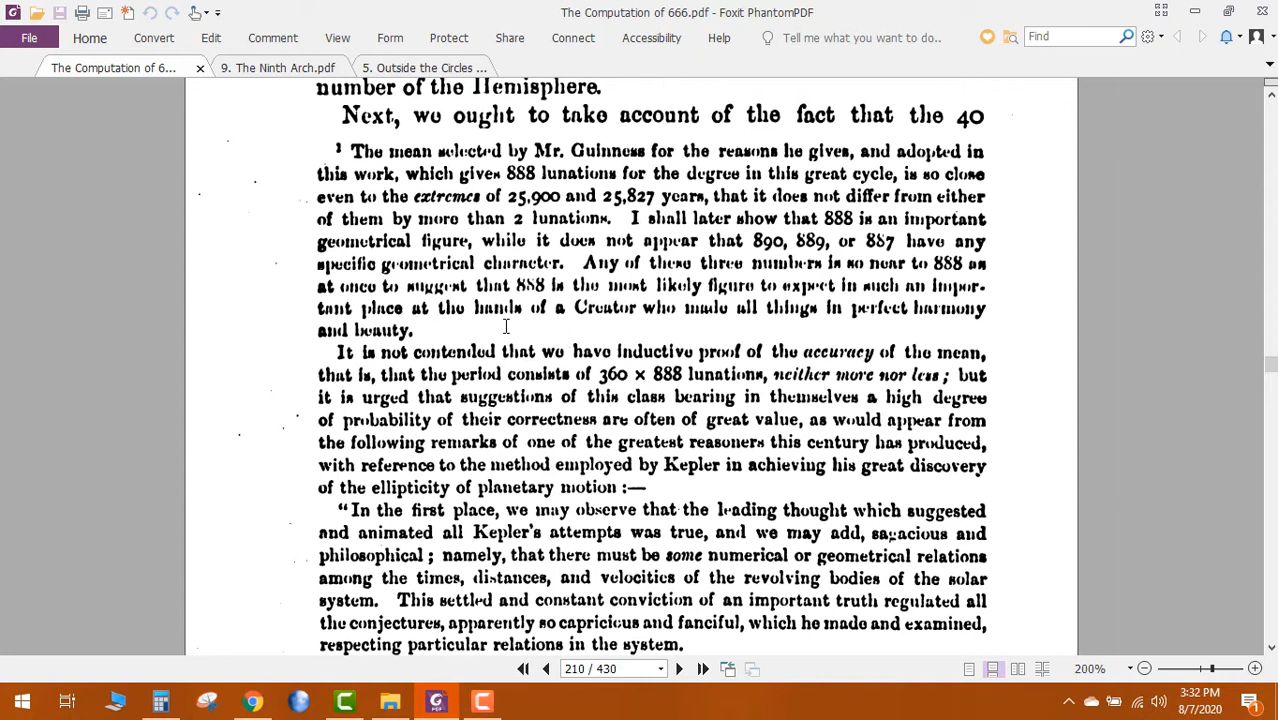 The Computation of 666.pdf - Foxit PhantomPDF
File Home Convert Edit Comment View Form Protect Share Connect Accessibility Help Tell me what you want to do.. Find
The Computation of 6... 9. The Ninth Arch.pdf 5. Outside the Circles ...
number of the Hemisphere.
Next, we ought to take account of the fact that the 40
¹ The mean selected by Mr. Guinness for the reasons he gives, and adopted in
this work, which gives 888 lunations for the degree in this great cycle, is so close
even to the extremes of 25,900 and 25,827 years, that it does not differ from either
of them by more than 2 lunations. I shall later show that 888 is an important
geometrical figure, while it does not appear that 890, 889, or 887 have any
specific geometrical character. Any of these three numbers is so near to 888 as
at once to suggest that 888 is the most likely figure to expect in such an impor-
tant place at the hands of a Creator who made all things in perfect harmony
and beauty.
It is not contended that we have inductive proof of the accuracy of the mean,
that is, that the period consists of 360 × 888 lunations, neither more nor less; but
it is urged that suggestions of this class bearing in themselves a high degree
of probability of their correctness are often of great value, as would appear from
the following remarks of one of the greatest reasoners this century has produced,
with reference to the method employed by Kepler in achieving his great discovery
of the ellipticity of planetary motion :—
"In the first place, we may observe that the leading thought which suggested
and animated all Kepler's attempts was true, and we may add, sagacious and
philosophical; namely, that there must be some numerical or geometrical relations
among the times, distances, and velocities of the revolving bodies of the solar
system. This settled and constant conviction of an important truth regulated all
the conjectures, apparently so capricious and fanciful, which he made and examined,
respecting particular relations in the system.
210 / 430 200%
3:32 PM
8/7/2020